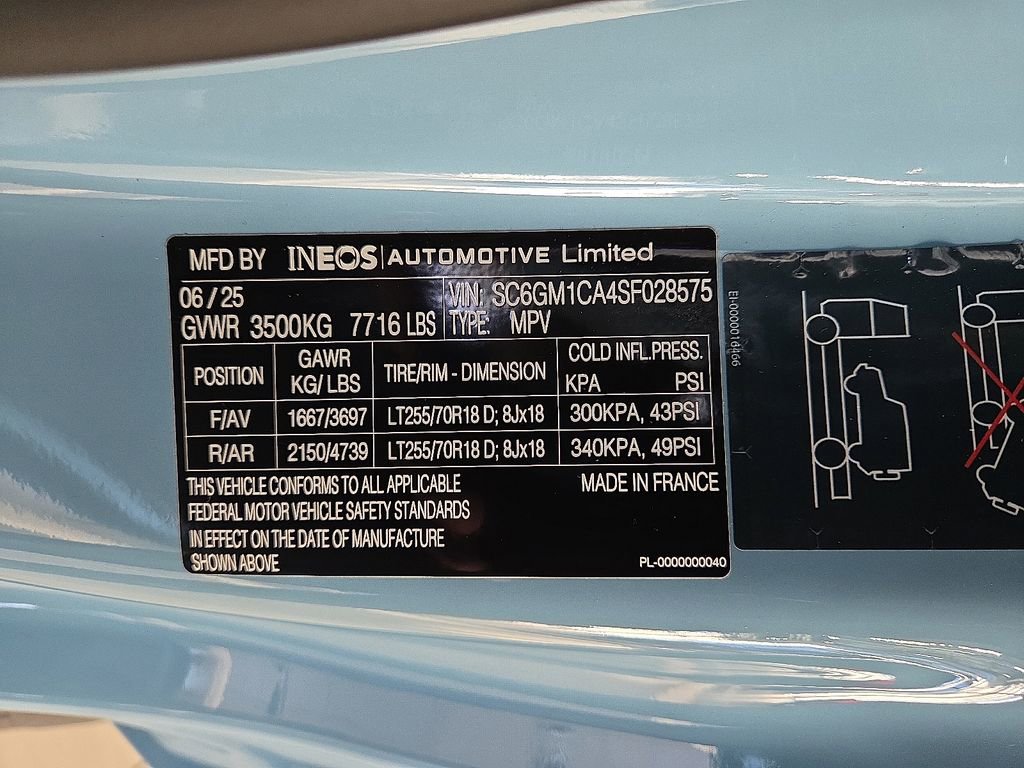 MFD BY INEOS | AUTOMOTIVE Limited
06 / 25 VIN: SC6GM1CA4SF028575
GVWR 3500KG 7716 LBS TYPE: MPV
POSITION GAWR KG/ LBS TIRE/RIM - DIMENSION COLD INFL.PRESS. KPA PSI
F/AV 1667/3697 LT255/70R18 D; 8Jx18 300KPA, 43PSI
R/AR 2150/4739 LT255/70R18 D; 8Jx18 340KPA, 49PSI
THIS VEHICLE CONFORMS TO ALL APPLICABLE MADE IN FRANCE
FEDERAL MOTOR VEHICLE SAFETY STANDARDS
IN EFFECT ON THE DATE OF MANUFACTURE
SHOWN ABOVE PL-0000000040
EI-0000016466